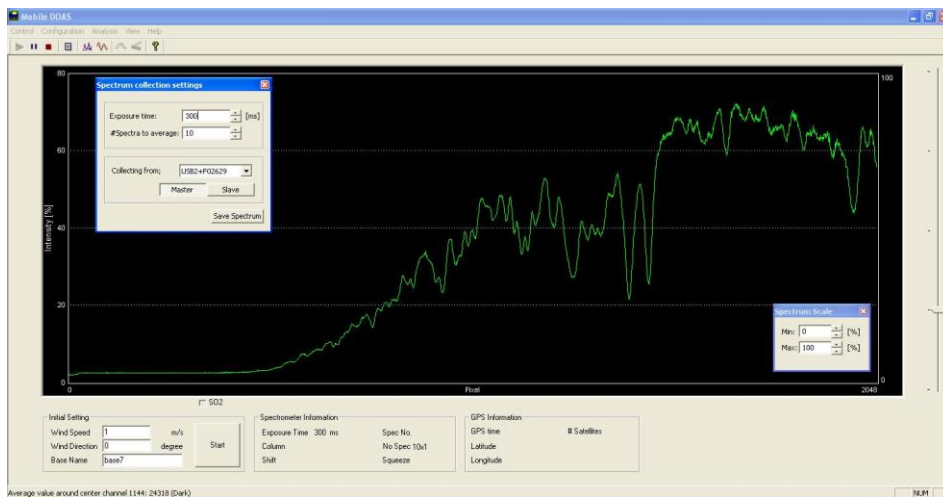 Mobile DOAS
Control Configuration Analysis View Help
80
100
Spectrum collection settings
Exposure time: 300 [ms]
#Spectra to average: 10
Collecting from; USB2+F02629
Master Slave
Save Spectrum
60
Intensity [%]
40
20
Spectrum Scale
Min: 0 [%]
Max: 100 [%]
0
0
0 Pixel 2048
SO2
Initial Setting
Wind Speed 1 m/s
Wind Direction 0 degree
Base Name base7
Start
Spectrometer Information
Exposure Time 300 ms Spec No.
Column No Spec 10x1
Shift Squeeze
GPS Information
GPS time # Satellites
Latitude
Longitude
Average value around center channel 1144: 24318 (Dark) NUM